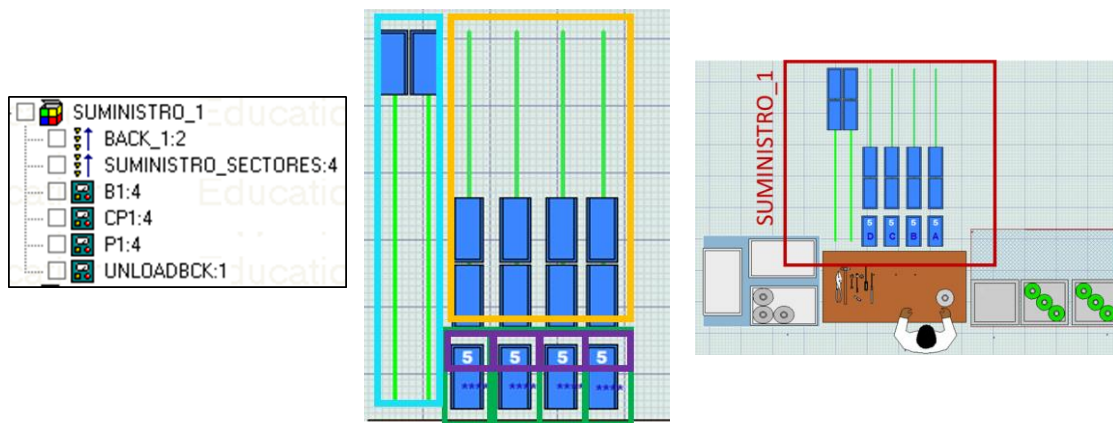 SUMINISTRO_1
BACK_1:2
SUMINISTRO_SECTORES:4
B1:4
CP1:4
P1:4
UNLOADBCK:1
Educatio
Educatio
Educatio
5 5 5 5
**** **** **** ****
SUMINISTRO_1
5 5 5 5
D C B A